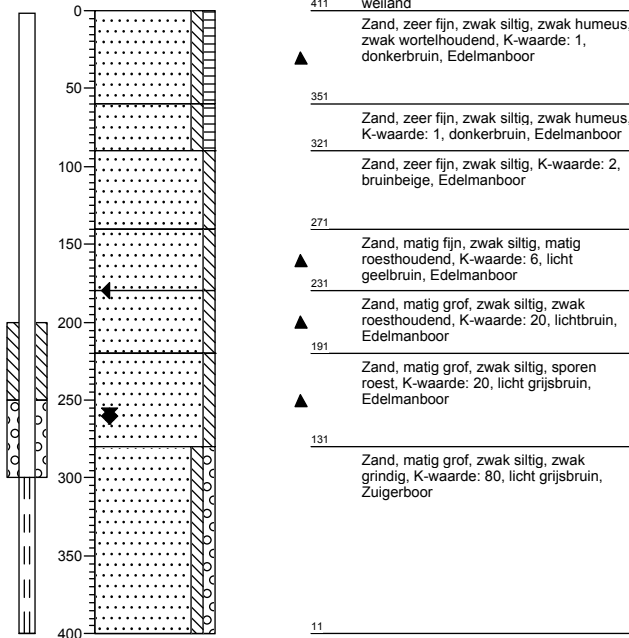 0
50
100
150
200
250
300
350
400
411
weiland
Zand, zeer fijn, zwak siltig, zwak humeus,
zwak wortelhoudend, K-waarde: 1,
donkerbruin, Edelmanboor
351
Zand, zeer fijn, zwak siltig, zwak humeus,
K-waarde: 1, donkerbruin, Edelmanboor
321
Zand, zeer fijn, zwak siltig, K-waarde: 2,
bruinbeige, Edelmanboor
271
Zand, matig fijn, zwak siltig, matig
roesthoudend, K-waarde: 6, licht
geelbruin, Edelmanboor
231
Zand, matig grof, zwak siltig, zwak
roesthoudend, K-waarde: 20, lichtbruin,
Edelmanboor
191
Zand, matig grof, zwak siltig, sporen
roest, K-waarde: 20, licht grijsbruin,
Edelmanboor
131
Zand, matig grof, zwak siltig, zwak
grindig, K-waarde: 80, licht grijsbruin,
Zuigerboor
11